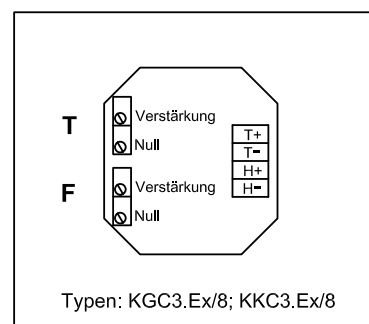 T
Verstärkung
Null
F
Verstärkung
Null
T+
T-
H+
H-
Typen: KGC3.Ex/8; KKC3.Ex/8